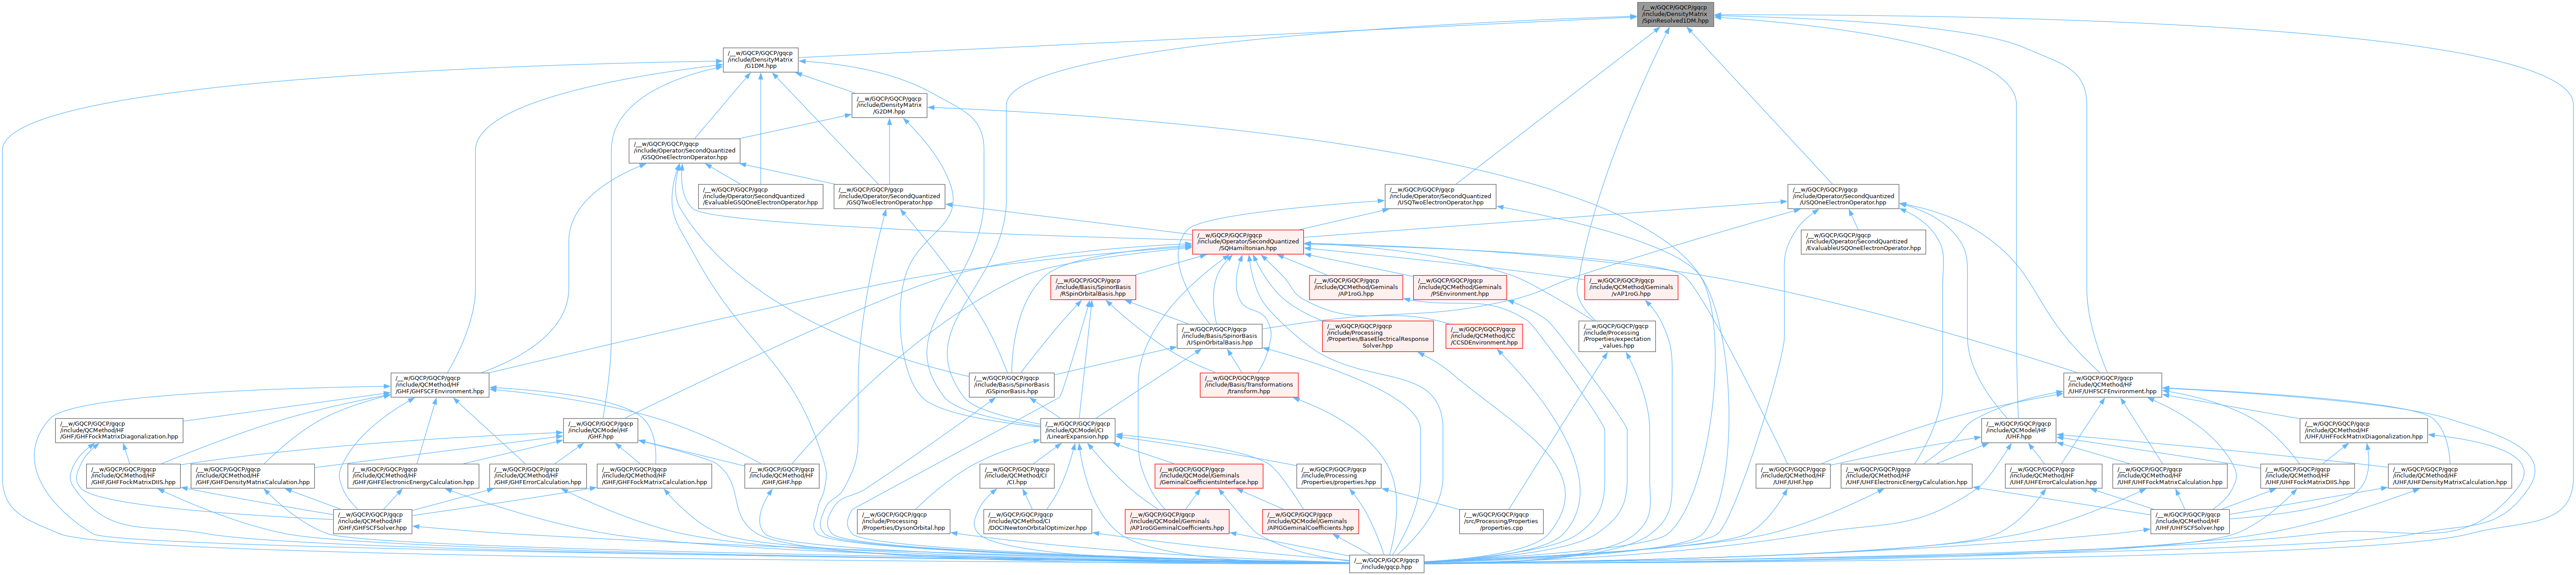 /__w/GQCP/GQCP/gqcp
/include/DensityMatrix
/SpinResolved1DM.hpp
/__w/GQCP/GQCP/gqcp
/include/DensityMatrix
/G1DM.hpp
/__w/GQCP/GQCP/gqcp
/include/DensityMatrix
/G2DM.hpp
/__w/GQCP/GQCP/gqcp
/include/Operator/SecondQuantized
/GSQOneElectronOperator.hpp
/__w/GQCP/GQCP/gqcp
/include/Operator/SecondQuantized
/EvaluableGSQOneElectronOperator.hpp
/__w/GQCP/GQCP/gqcp
/include/Operator/SecondQuantized
/GSQTwoElectronOperator.hpp
/__w/GQCP/GQCP/gqcp
/include/Operator/SecondQuantized
/USQTwoElectronOperator.hpp
/__w/GQCP/GQCP/gqcp
/include/Operator/SecondQuantized
/USQOneElectronOperator.hpp
/__w/GQCP/GQCP/gqcp
/include/Operator/SecondQuantized
/SQHamiltonian.hpp
/__w/GQCP/GQCP/gqcp
/include/Operator/SecondQuantized
/EvaluableUSQOneElectronOperator.hpp
/__w/GQCP/GQCP/gqcp
/include/Basis/SpinorBasis
/RSpinOrbitalBasis.hpp
/__w/GQCP/GQCP/gqcp
/include/QCMethod/Geminals
/AP1roG.hpp
/__w/GQCP/GQCP/gqcp
/include/QCMethod/Geminals
/PSEnvironment.hpp
/__w/GQCP/GQCP/gqcp
/include/QCMethod/Geminals
/vAP1roG.hpp
/__w/GQCP/GQCP/gqcp
/include/Basis/SpinorBasis
/USpinOrbitalBasis.hpp
/__w/GQCP/GQCP/gqcp
/include/Processing
/Properties/BaseElectricalResponse
Solver.hpp
/__w/GQCP/GQCP/gqcp
/include/QCMethod/CC
/CCSDEnvironment.hpp
/__w/GQCP/GQCP/gqcp
/include/Processing
/Properties/expectation
_values.hpp
/__w/GQCP/GQCP/gqcp
/include/QCMethod/HF
/GHF/GHFSCFEnvironment.hpp
/__w/GQCP/GQCP/gqcp
/include/Basis/SpinorBasis
/GSpinorBasis.hpp
/__w/GQCP/GQCP/gqcp
/include/Basis/Transformations
/transform.hpp
/__w/GQCP/GQCP/gqcp
/include/QCMethod/HF
/UHF/UHFSCFEnvironment.hpp
/__w/GQCP/GQCP/gqcp
/include/QCMethod/HF
/GHF/GHFFockMatrixDiagonalization.hpp
/__w/GQCP/GQCP/gqcp
/include/QCModel/HF
/GHF.hpp
/__w/GQCP/GQCP/gqcp
/include/QCModel/CI
/LinearExpansion.hpp
/__w/GQCP/GQCP/gqcp
/include/QCModel/HF
/UHF.hpp
/__w/GQCP/GQCP/gqcp
/include/QCMethod/HF
/UHF/UHFFockMatrixDiagonalization.hpp
/__w/GQCP/GQCP/gqcp
/include/QCMethod/HF
/GHF/GHFFockMatrixDIIS.hpp
/__w/GQCP/GQCP/gqcp
/include/QCMethod/HF
/GHF/GHFDensityMatrixCalculation.hpp
/__w/GQCP/GQCP/gqcp
/include/QCMethod/HF
/GHF/GHFElectronicEnergyCalculation.hpp
/__w/GQCP/GQCP/gqcp
/include/QCMethod/HF
/GHF/GHFErrorCalculation.hpp
/__w/GQCP/GQCP/gqcp
/include/QCMethod/HF
/GHF/GHFFockMatrixCalculation.hpp
/__w/GQCP/GQCP/gqcp
/include/QCMethod/HF
/GHF/GHF.hpp
/__w/GQCP/GQCP/gqcp
/include/QCMethod/CI
/CI.hpp
/__w/GQCP/GQCP/gqcp
/include/QCModel/Geminals
/GeminalCoefficientsInterface.hpp
/__w/GQCP/GQCP/gqcp
/include/Processing
/Properties/properties.hpp
/__w/GQCP/GQCP/gqcp
/include/QCMethod/HF
/UHF/UHF.hpp
/__w/GQCP/GQCP/gqcp
/include/QCMethod/HF
/UHF/UHFElectronicEnergyCalculation.hpp
/__w/GQCP/GQCP/gqcp
/include/QCMethod/HF
/UHF/UHFErrorCalculation.hpp
/__w/GQCP/GQCP/gqcp
/include/QCMethod/HF
/UHF/UHFFockMatrixCalculation.hpp
/__w/GQCP/GQCP/gqcp
/include/QCMethod/HF
/UHF/UHFFockMatrixDIIS.hpp
/__w/GQCP/GQCP/gqcp
/include/QCMethod/HF
/UHF/UHFDensityMatrixCalculation.hpp
/__w/GQCP/GQCP/gqcp
/include/QCMethod/HF
/GHF/GHFSCFSolver.hpp
/__w/GQCP/GQCP/gqcp
/include/Processing
/Properties/DysonOrbital.hpp
/__w/GQCP/GQCP/gqcp
/include/QCMethod/CI
/DOCINewtonOrbitalOptimizer.hpp
/__w/GQCP/GQCP/gqcp
/include/QCModel/Geminals
/AP1roGGeminalCoefficients.hpp
/__w/GQCP/GQCP/gqcp
/include/QCModel/Geminals
/APIGGeminalCoefficients.hpp
/__w/GQCP/GQCP/gqcp
/src/Processing/Properties
/properties.cpp
/__w/GQCP/GQCP/gqcp
/include/QCMethod/HF
/UHF/UHFSCFSolver.hpp
/__w/GQCP/GQCP/gqcp
/include/gqcp.hpp